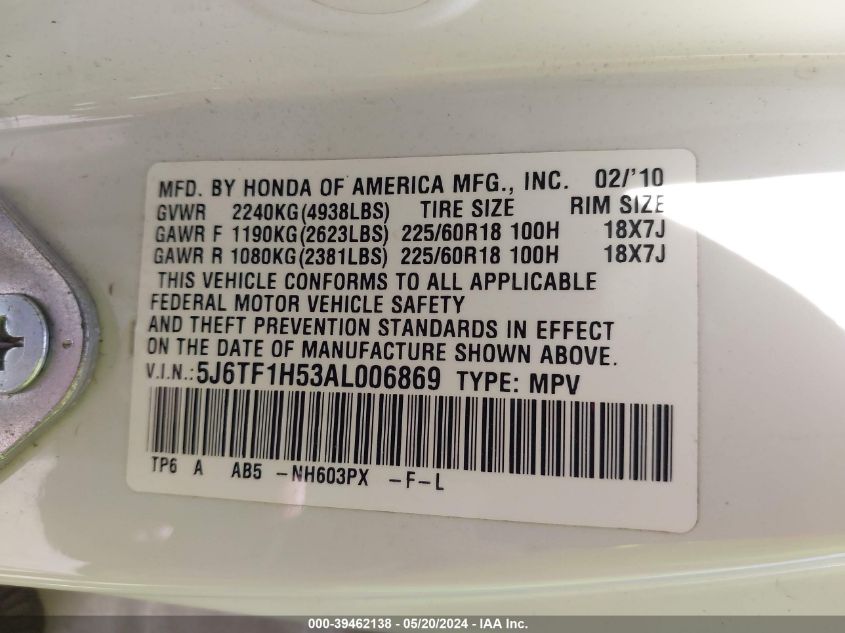 MFD. BY HONDA OF AMERICA MFG., INC. 02/'10
GVWR 2240KG(4938LBS) TIRE SIZE RIM SIZE
GAWR F 1190KG(2623LBS) 225/60R18 100H 18X7J
GAWR R 1080KG(2381LBS) 225/60R18 100H 18X7J
THIS VEHICLE CONFORMS TO ALL APPLICABLE
FEDERAL MOTOR VEHICLE SAFETY
AND THEFT PREVENTION STANDARDS IN EFFECT
ON THE DATE OF MANUFACTURE SHOWN ABOVE.
V.I.N.: 5J6TF1H53AL006869 TYPE: MPV
TP6 A AB5 -NH603PX -F-L
000-39462138 - 05/20/2024 - IAA Inc.